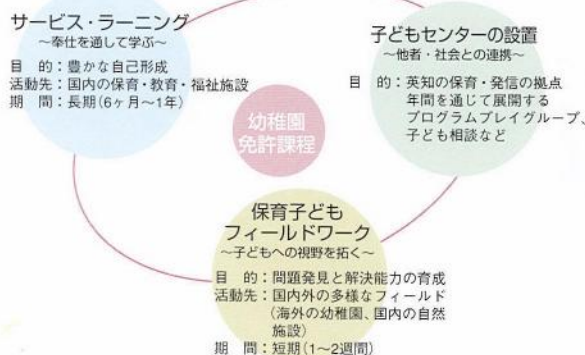 サービス・ラーニング
~奉仕を通して学ぶ~
目　的：豊かな自己形成
活動先：国内の保育・教育・福祉施設
期　間：長期(6ヶ月~1年)
子どもセンターの設置
~他者・社会との連携~
目　的：英知の保育・発信の拠点
年間を通じて展開する
プログラムプレイグループ、
子ども相談など
幼稚園
免許課程
保育子ども
フィールドワーク
~子どもへの視野を拓く~
目　的：問題発見と解決能力の育成
活動先：国内外の多様なフィールド
(海外の幼稚園、国内の自然
施設)
期　間：短期(1~2週間)